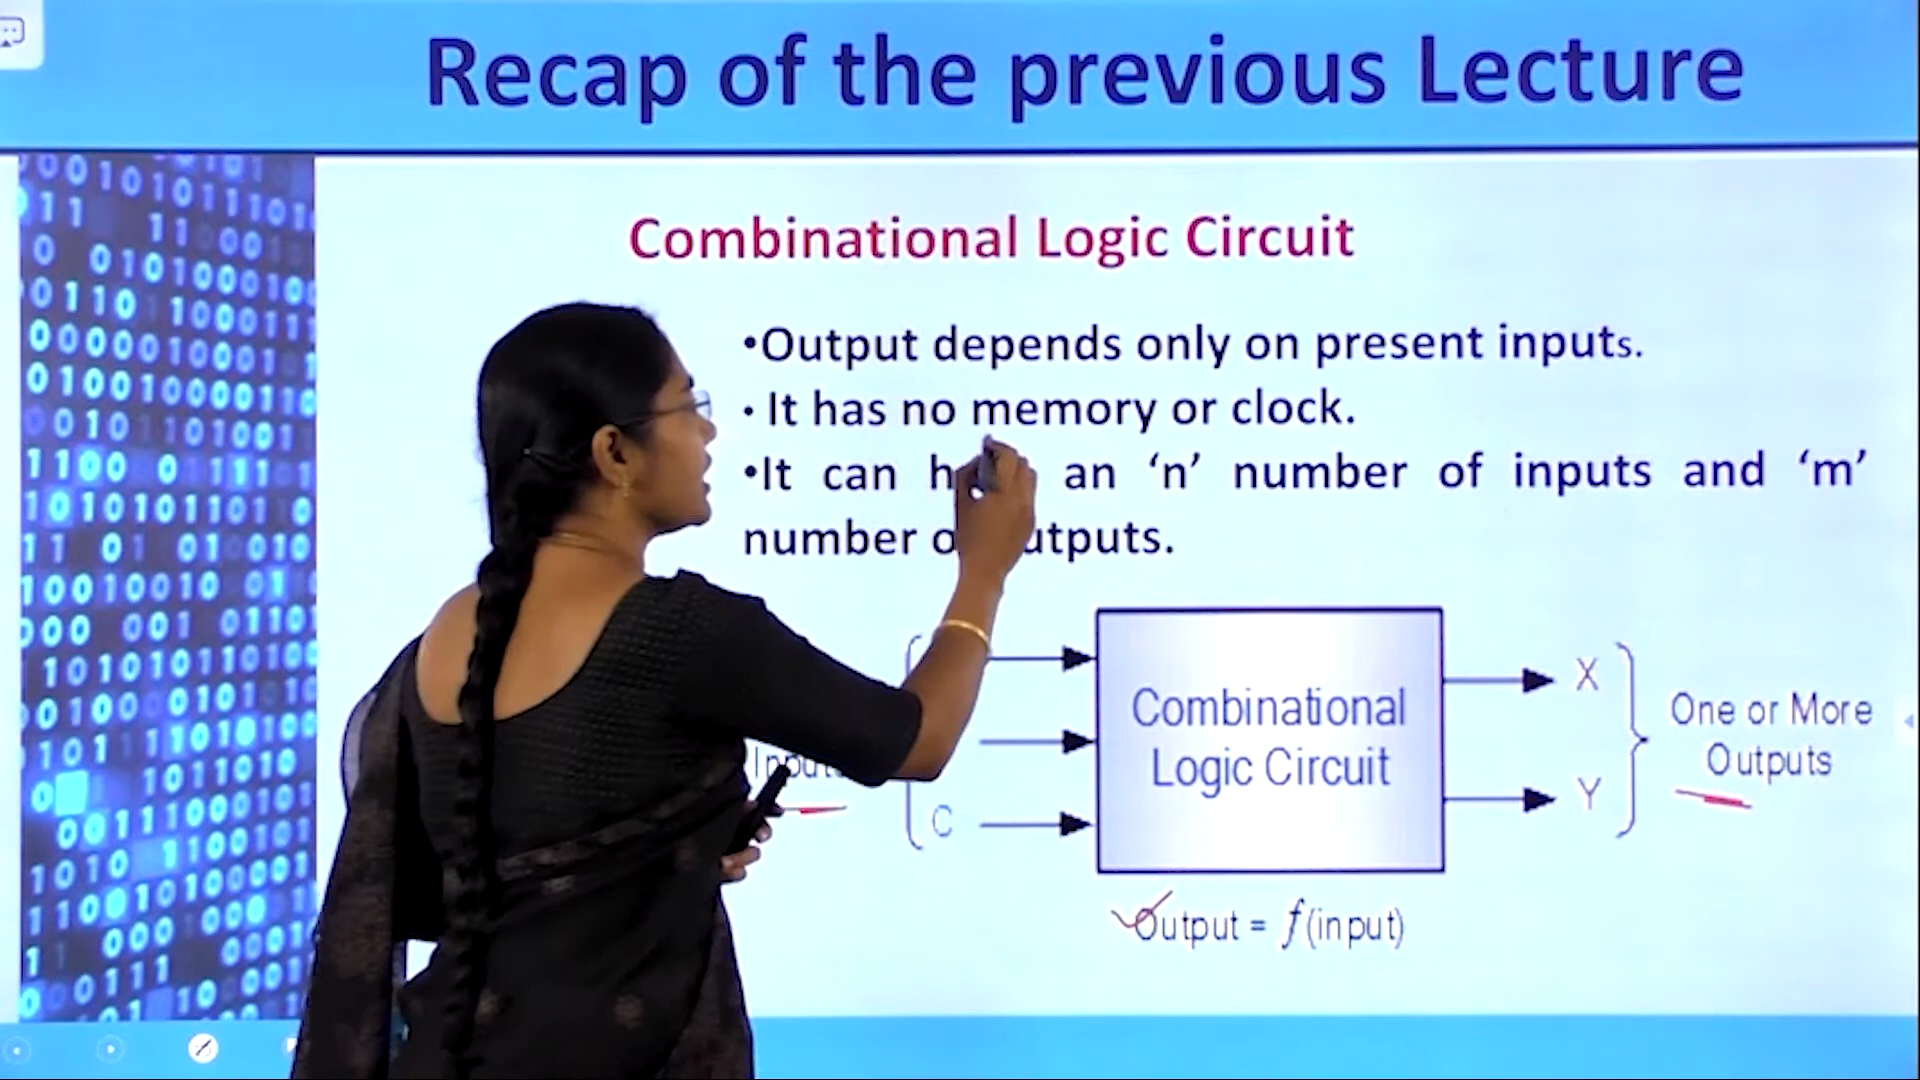 Recap of the previous Lecture
Combinational Logic Circuit
•Output depends only on present inputs.
• It has no memory or clock.
•It can an ‘n’ number of inputs and ‘m’
number outputs.
Inputs
C
Combinational
Logic Circuit
X
Y
One or More
Outputs
Output = f(input)